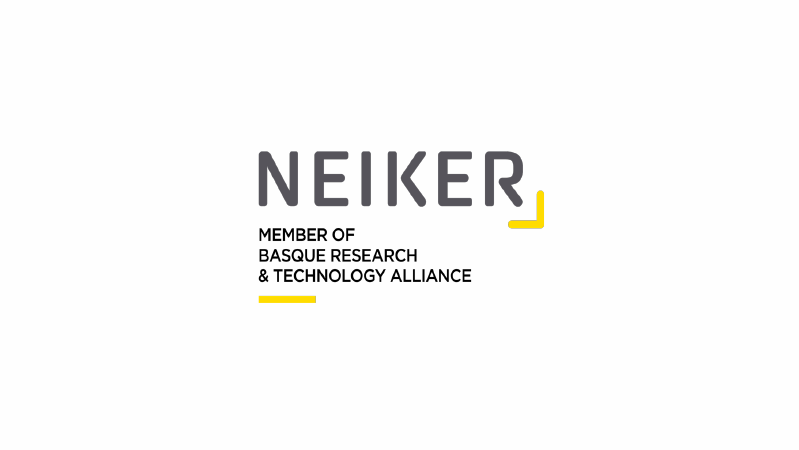 NEIKER
MEMBER OF
BASQUE RESEARCH
& TECHNOLOGY ALLIANCE